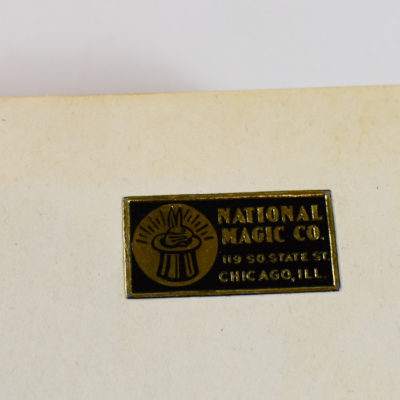 NATIONAL
MAGIC CO.
119 SO. STATE ST.
CHICAGO, ILL.